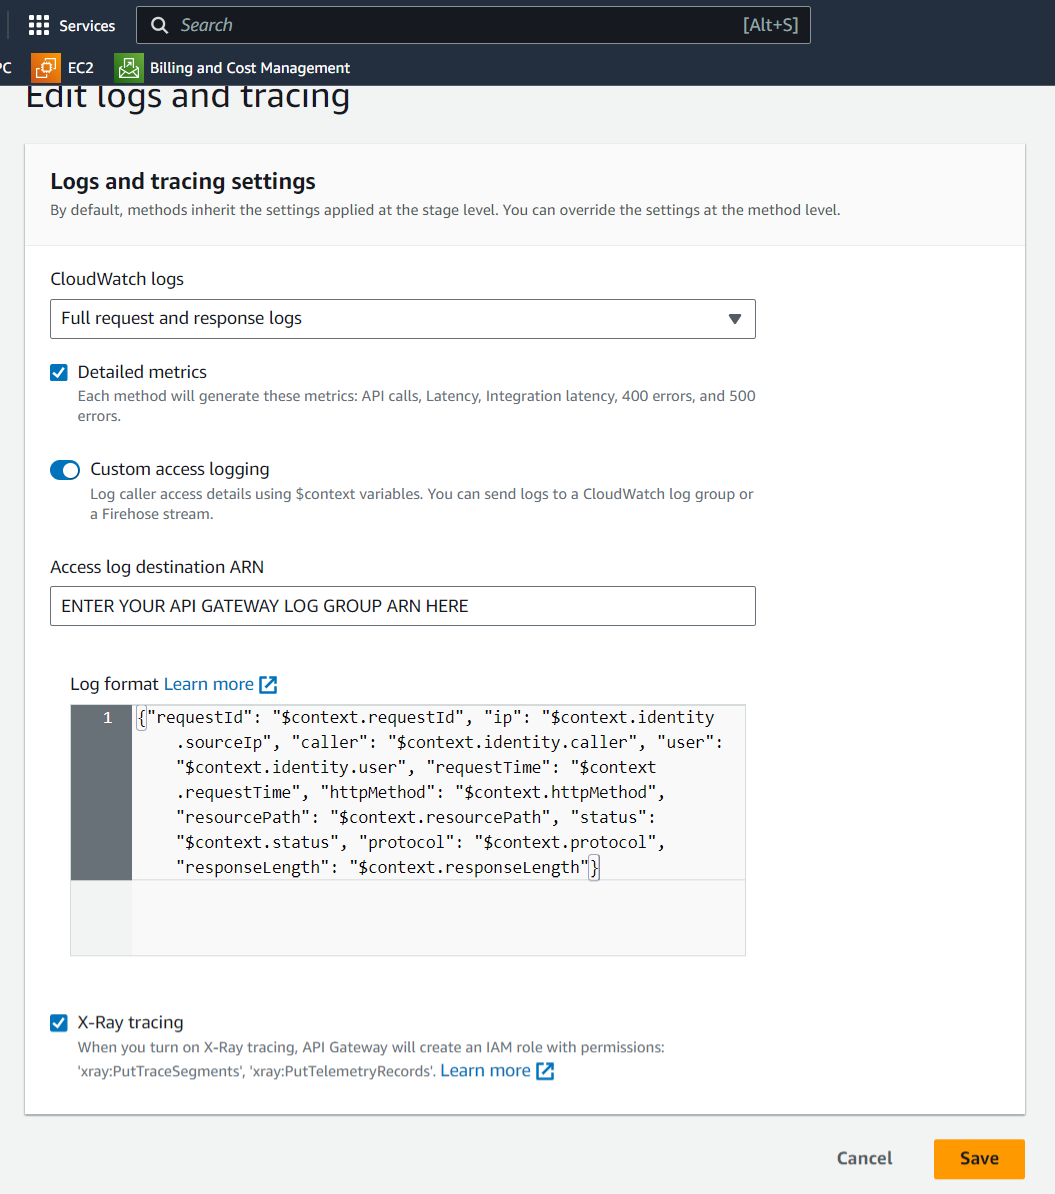 Services
Search
[Alt+S]
PC
EC2
Billing and Cost Management
Edit logs and tracing
Logs and tracing settings
By default, methods inherit the settings applied at the stage level. You can override the settings at the method level.
CloudWatch logs
Full request and response logs
Detailed metrics
Each method will generate these metrics: API calls, Latency, Integration latency, 400 errors, and 500
errors.
Custom access logging
Log caller access details using $context variables. You can send logs to a CloudWatch log group or
a Firehose stream.
Access log destination ARN
ENTER YOUR API GATEWAY LOG GROUP ARN HERE
Log format Learn more
1 {"requestId": "$context.requestId", "ip": "$context.identity
.sourceIp", "caller": "$context.identity.caller", "user":
"$context.identity.user", "requestTime": "$context
.requestTime", "httpMethod": "$context.httpMethod",
"resourcePath": "$context.resourcePath", "status":
"$context.status", "protocol": "$context.protocol",
"responseLength": "$context.responseLength"}
X-Ray tracing
When you turn on X-Ray tracing, API Gateway will create an IAM role with permissions:
'xray:PutTraceSegments', 'xray:PutTelemetryRecords'. Learn more
Cancel
Save